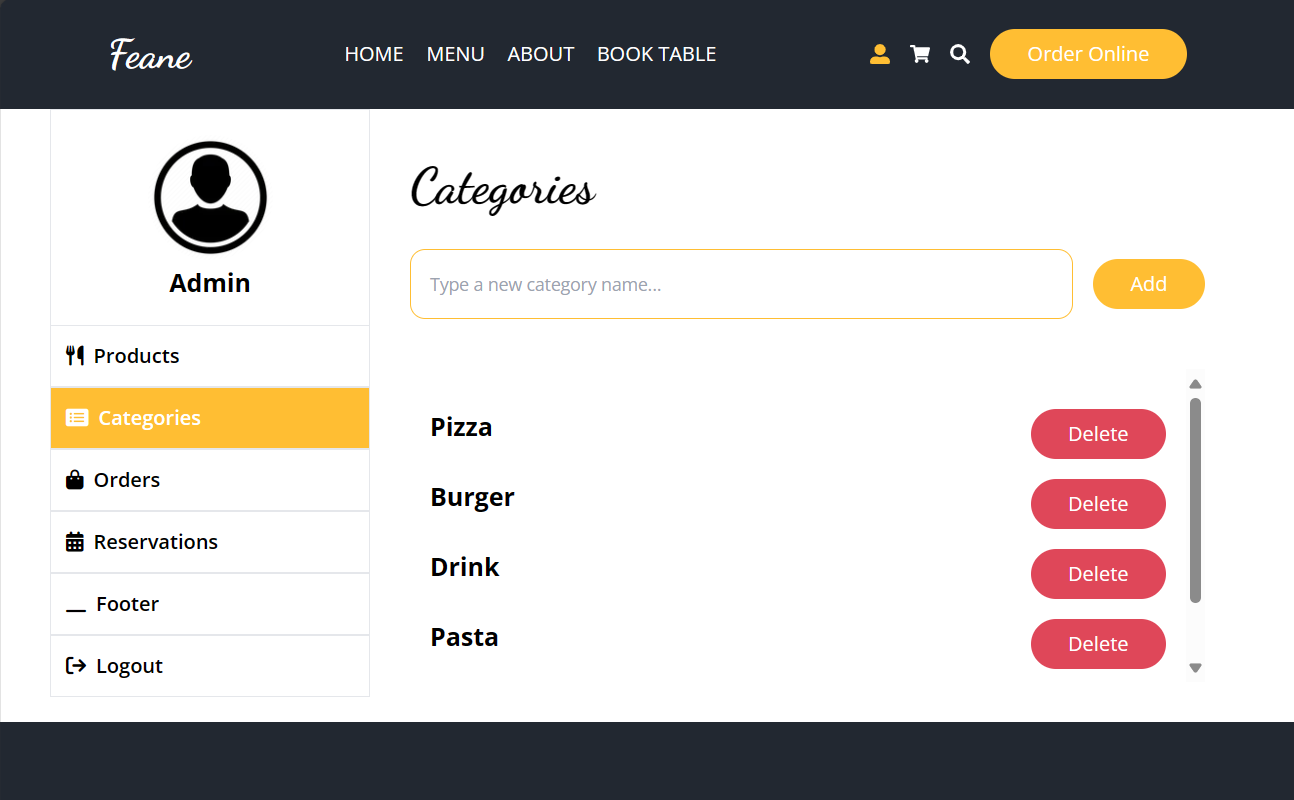 Feane
HOME MENU ABOUT BOOK TABLE
Order Online
Admin
Products
Categories
Orders
Reservations
Footer
Logout
Categories
Type a new category name...
Add
Pizza
Delete
Burger
Delete
Drink
Delete
Pasta
Delete